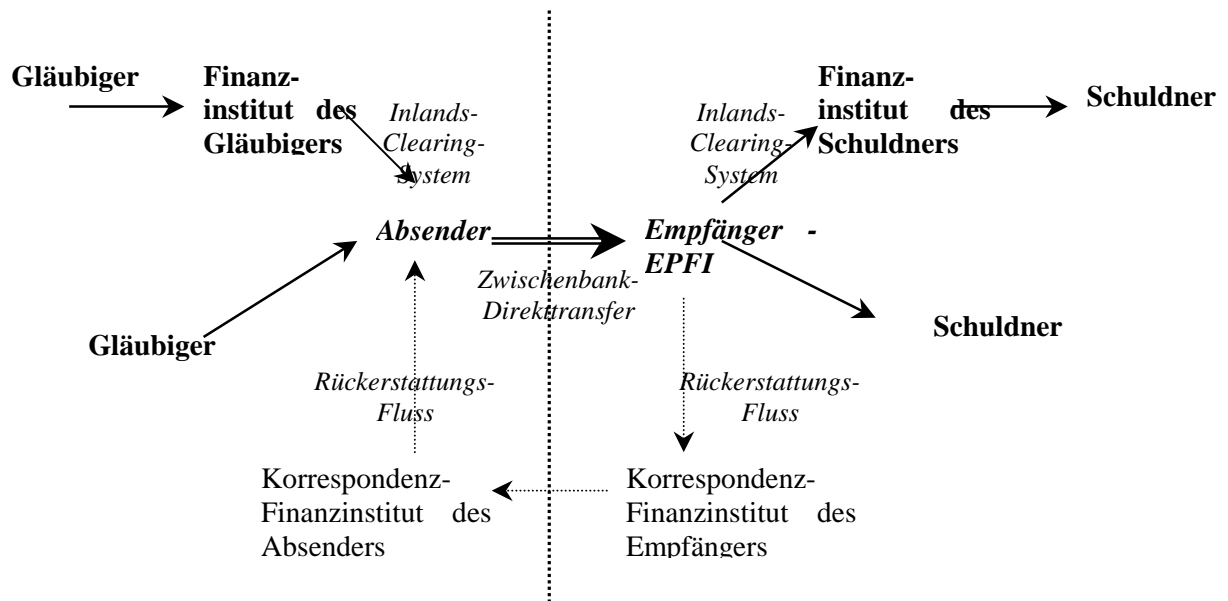 Gläubiger
Finanz-
institut des
Gläubigers
Inlands-
Clearing-
System
Inlands-
Clearing-
System
Finanz-
institut des
Schuldners
Schuldner
Absender
Empfänger -
EPFI
Zwischenbank-
Direkttransfer
Gläubiger
Schuldner
Rückerstattungs-
Fluss
Rückerstattungs-
Fluss
Korrespondenz-
Finanzinstitut des
Absenders
Korrespondenz-
Finanzinstitut des
Empfängers